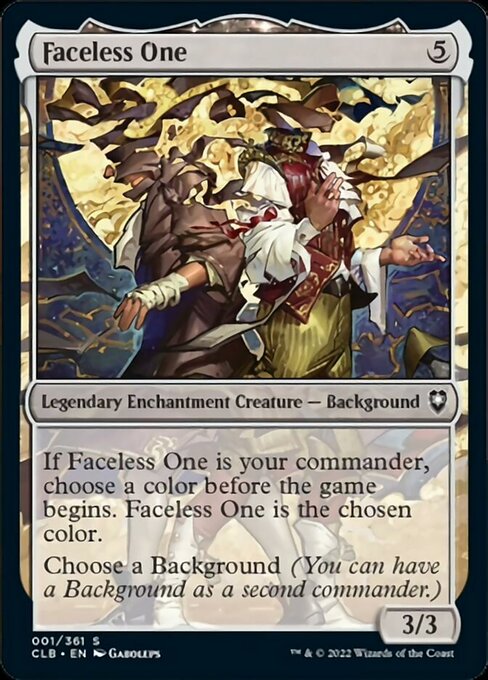 Faceless One 5
Legendary Enchantment Creature — Background
If Faceless One is your commander,
choose a color before the game
begins. Faceless One is the chosen
color.
Choose a Background (You can have
a Background as a second commander.)
3/3
001/361 S
CLB • EN Gaboleps
™ & © 2022 Wizards of the Coast